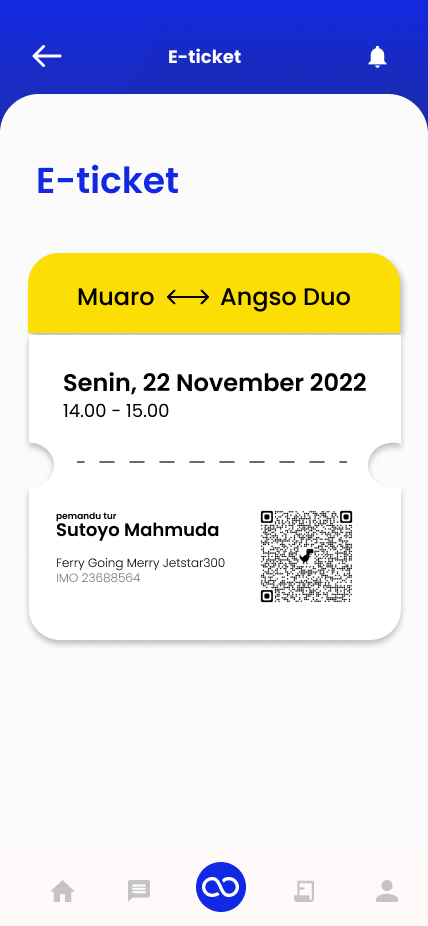 E-ticket
E-ticket
Muaro ⟷ Angso Duo
Senin, 22 November 2022
14.00 - 15.00
pemandu tur
Sutoyo Mahmuda
Ferry Going Merry Jetstar300
IMO 23688564